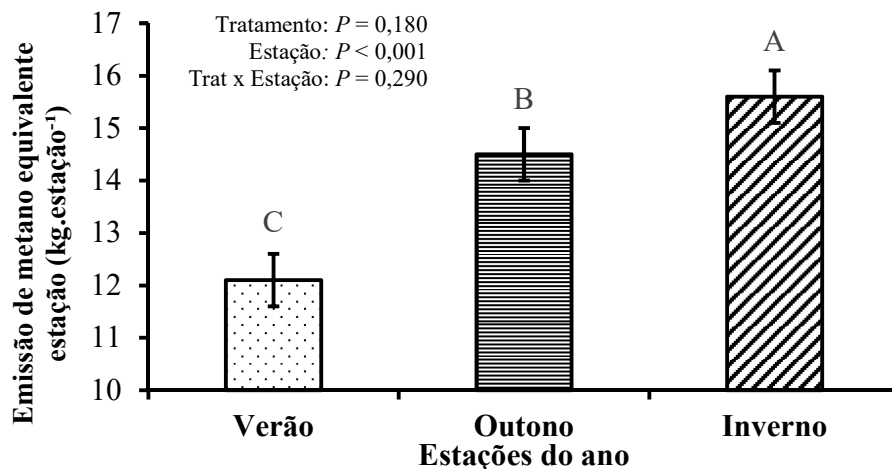 Emissão de metano equivalente
estação (kg.estação⁻¹)
17
16
15
14
13
12
11
10
Tratamento: P = 0,180
Estação: P < 0,001
Trat x Estação: P = 0,290
C
B
A
Verão Outono Inverno
Estações do ano